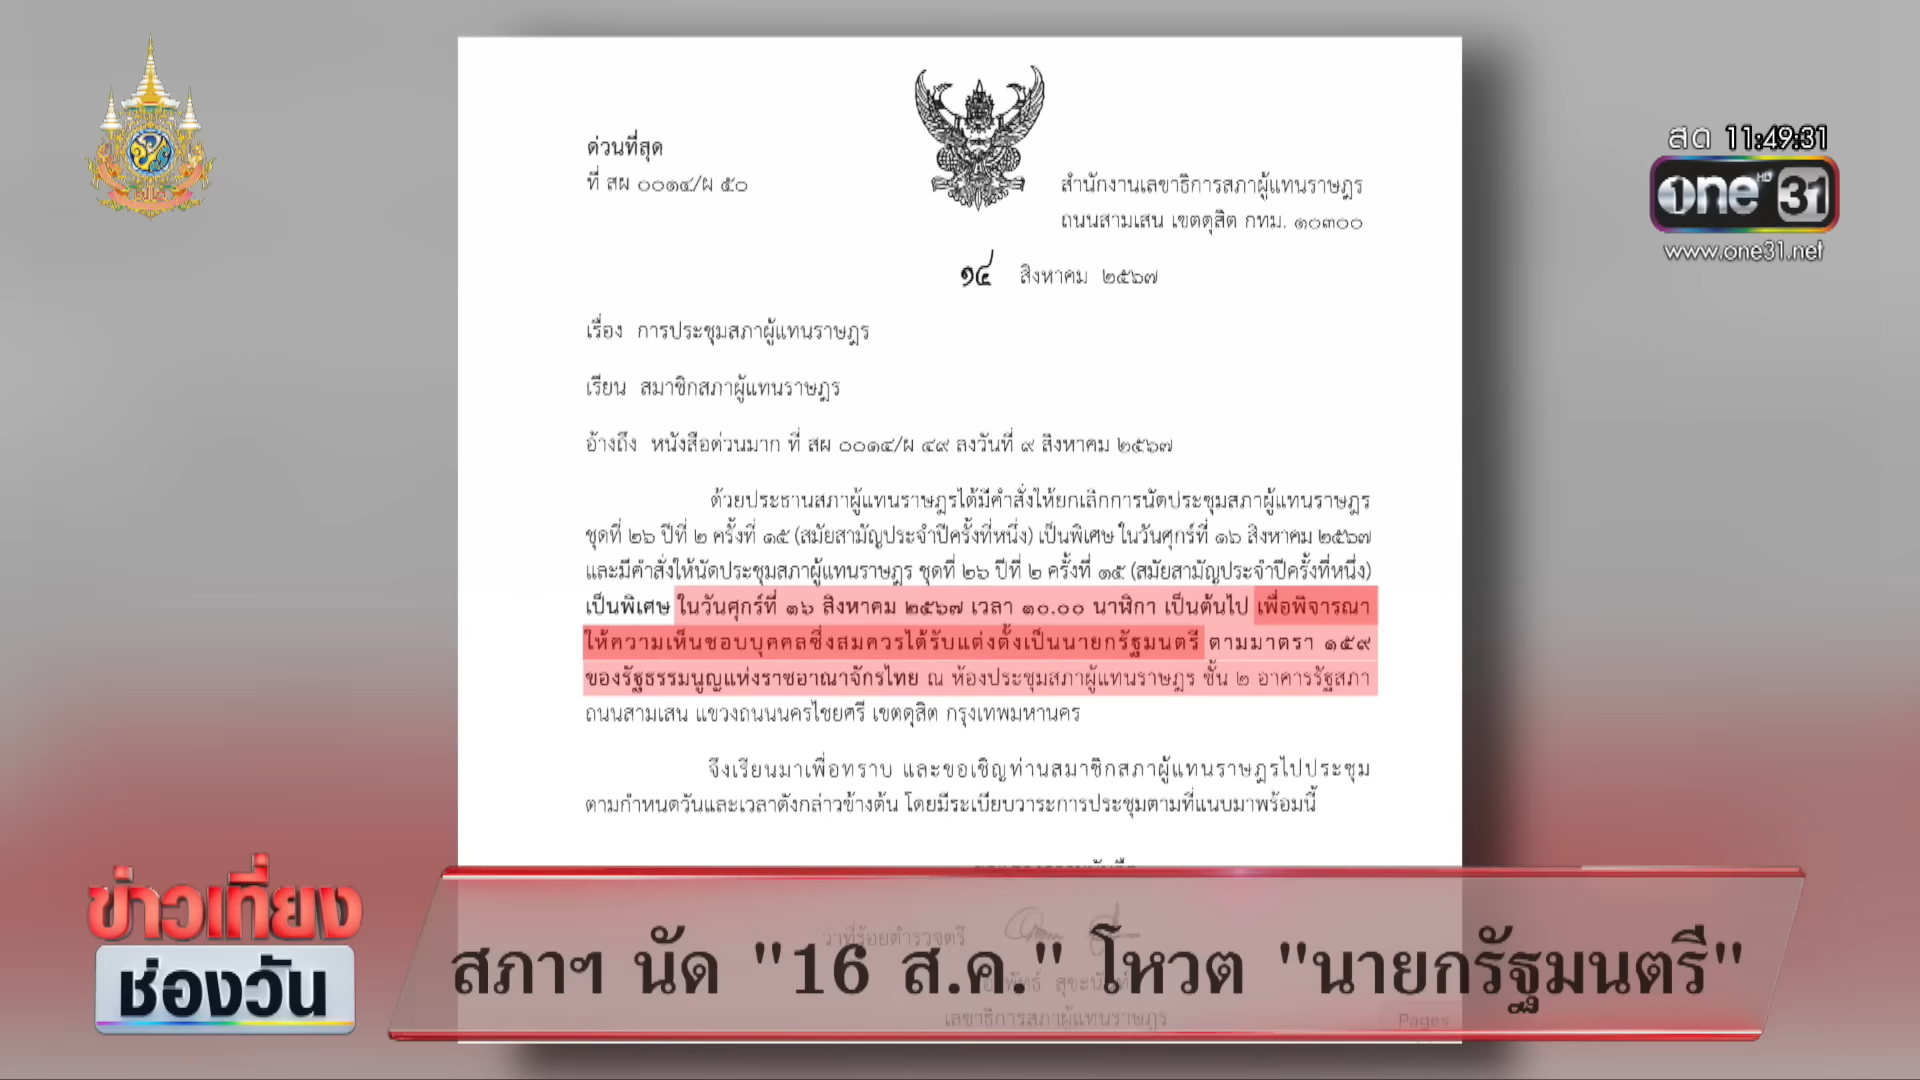 สด 11:49:31
one HD 31
www.one31.net
ด่วนที่สุด
ที่ สผ ๐๐๑๔/ผ ๕๐
สำนักงานเลขาธิการสภาผู้แทนราษฎร
ถนนสามเสน เขตดุสิต กทม. ๑๐๓๐๐
๑๔ สิงหาคม ๒๕๖๗
เรื่อง การประชุมสภาผู้แทนราษฎร
เรียน สมาชิกสภาผู้แทนราษฎร
อ้างถึง หนังสือด่วนมาก ที่ สผ ๐๐๑๔/ผ ๔๙ ลงวันที่ ๙ สิงหาคม ๒๕๖๗
ด้วยประธานสภาผู้แทนราษฎรได้มีคำสั่งให้ยกเลิกการนัดประชุมสภาผู้แทนราษฎร
ชุดที่ ๒๖ ปีที่ ๒ ครั้งที่ ๑๕ (สมัยสามัญประจำปีครั้งที่หนึ่ง) เป็นพิเศษ ในวันศุกร์ที่ ๑๖ สิงหาคม ๒๕๖๗
และมีคำสั่งให้นัดประชุมสภาผู้แทนราษฎร ชุดที่ ๒๖ ปีที่ ๒ ครั้งที่ ๑๕ (สมัยสามัญประจำปีครั้งที่หนึ่ง)
เป็นพิเศษ ในวันศุกร์ที่ ๑๖ สิงหาคม ๒๕๖๗ เวลา ๑๐.๐๐ นาฬิกา เป็นต้นไป เพื่อพิจารณา
ให้ความเห็นชอบบุคคลซึ่งสมควรได้รับแต่งตั้งเป็นนายกรัฐมนตรี ตามมาตรา ๑๕๙
ของรัฐธรรมนูญแห่งราชอาณาจักรไทย ณ ห้องประชุมสภาผู้แทนราษฎร ชั้น ๒ อาคารรัฐสภา
ถนนสามเสน แขวงถนนนครไชยศรี เขตดุสิต กรุงเทพมหานคร
จึงเรียนมาเพื่อทราบ และขอเชิญท่านสมาชิกสภาผู้แทนราษฎรไปประชุม
ตามกำหนดวันและเวลาดังกล่าวข้างต้น โดยมีระเบียบวาระการประชุมตามที่แนบมาพร้อมนี้
ว่าที่ร้อยตำรวจตรี
เลขาธิการสภาผู้แทนราษฎร
Pages
ข่าวเที่ยง
ช่องวัน
สภาฯ นัด "16 ส.ค." โหวต "นายกรัฐมนตรี"